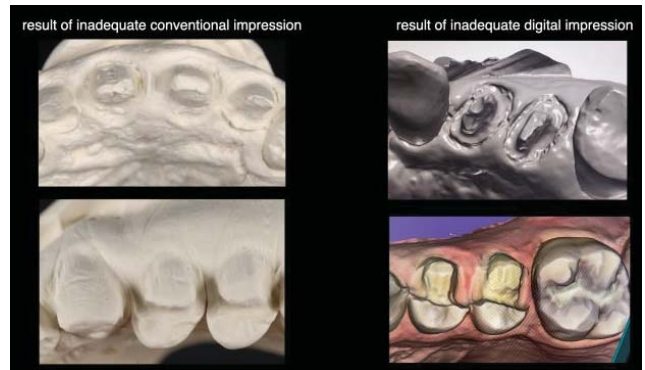 result of inadequate conventional impression
result of inadequate digital impression